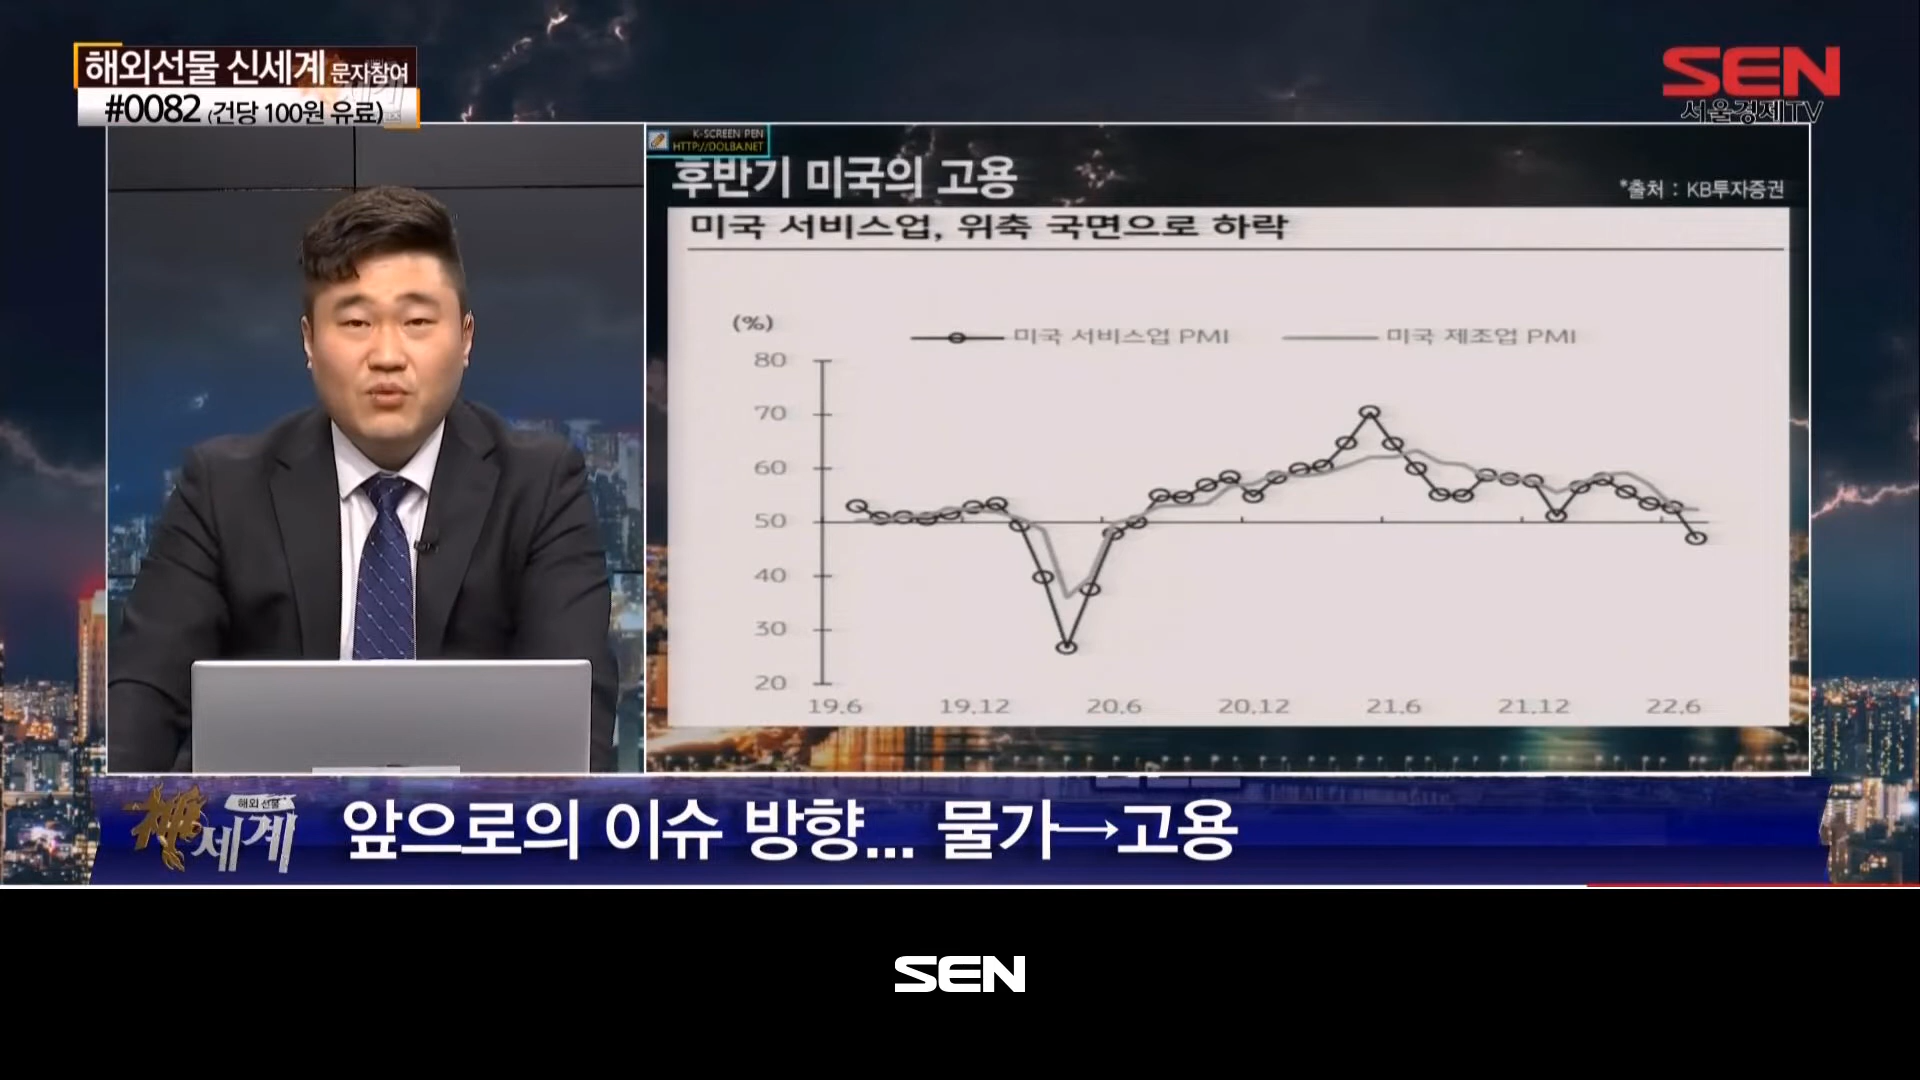 해외선물 신세계 문자참여
#0082 (건당 100원 유료)
SEN
서울경제TV
K-SCREEN PEN
HTTP://DOLBA.NET
후반기 미국의 고용
*출처 : KB투자증권
미국 서비스업, 위축 국면으로 하락
(%)
미국 서비스업 PMI
미국 제조업 PMI
80
70
60
50
40
30
20
19.6 19.12 20.6 20.12 21.6 21.12 22.6
해외선물
神세계
앞으로의 이슈 방향... 물가→고용
SEN